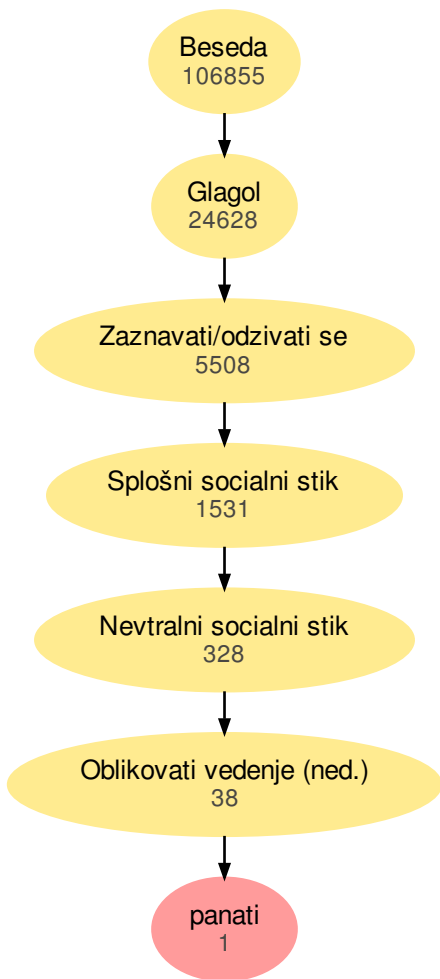 Beseda
106855
Glagol
24628
Zaznavati/odzivati se
5508
Splošni socialni stik
1531
Nevtralni socialni stik
328
Oblikovati vedenje (ned.)
38
panati
1